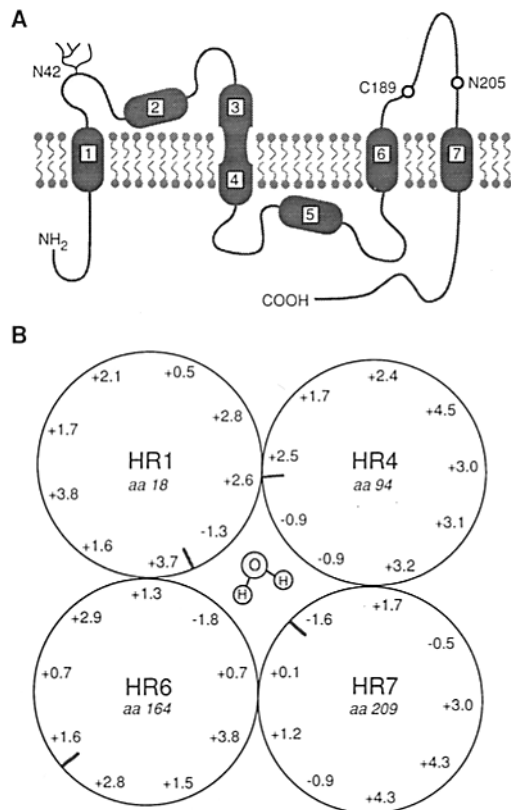 A
N42
2
3
C189
N205
1
4
6
7
5
NH2
COOH
B
+2.1 +0.5
+1.7 +2.8
HR1
aa 18
+3.8 +2.6
+1.6 -1.3
+3.7
+2.4
+1.7 +4.5
HR4
aa 94
+2.5 +3.0
-0.9 +3.1
-0.9 +3.2
O
H H
+1.3
+2.9 -1.8
+0.7 +0.7
HR6
aa 164
+1.6 +3.8
+2.8 +1.5
-1.6 +1.7
-0.5
+0.1
HR7
aa 209
+3.0
+1.2
-0.9 +4.3
+4.3